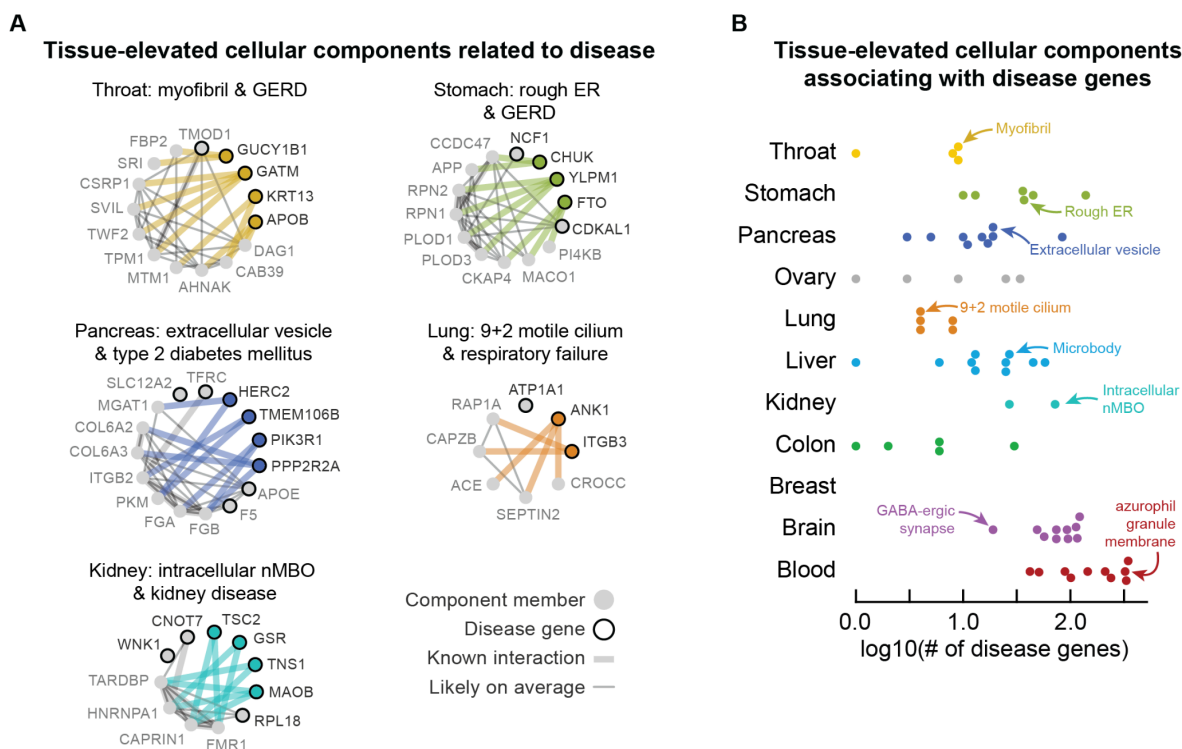 A
Tissue-elevated cellular components related to disease
Throat: myofibril & GERD
TMOD1
FBP2
GUCY1B1
SRI
GATM
CSRP1
KRT13
SVIL
APOB
TWF2
DAG1
TPM1
CAB39
MTM1
AHNAK
Stomach: rough ER
& GERD
NCF1
CCDC47
CHUK
APP
YLPM1
RPN2
FTO
RPN1
CDKAL1
PLOD1
PI4KB
PLOD3
MACO1
CKAP4
Pancreas: extracellular vesicle
& type 2 diabetes mellitus
TFRC
SLC12A2
HERC2
MGAT1
TMEM106B
COL6A2
PIK3R1
COL6A3
PPP2R2A
ITGB2
APOE
PKM
F5
FGA
FGB
Lung: 9+2 motile cilium
& respiratory failure
ATP1A1
RAP1A
ANK1
CAPZB
ITGB3
ACE
CROCC
SEPTIN2
Kidney: intracellular nMBO
& kidney disease
CNOT7
TSC2
WNK1
GSR
TARDBP
TNS1
MAOB
HNRNPA1
RPL18
CAPRIN1
FMR1
Component member
Disease gene
Known interaction
Likely on average
B
Tissue-elevated cellular components
associating with disease genes
Myofibril
Throat
Stomach
Rough ER
Pancreas
Extracellular vesicle
Ovary
9+2 motile cilium
Lung
Microbody
Liver
Intracellular
nMBO
Kidney
Colon
Breast
GABA-ergic
synapse
Brain
azurophil
granule
membrane
Blood
0.0 1.0 2.0
log10(# of disease genes)